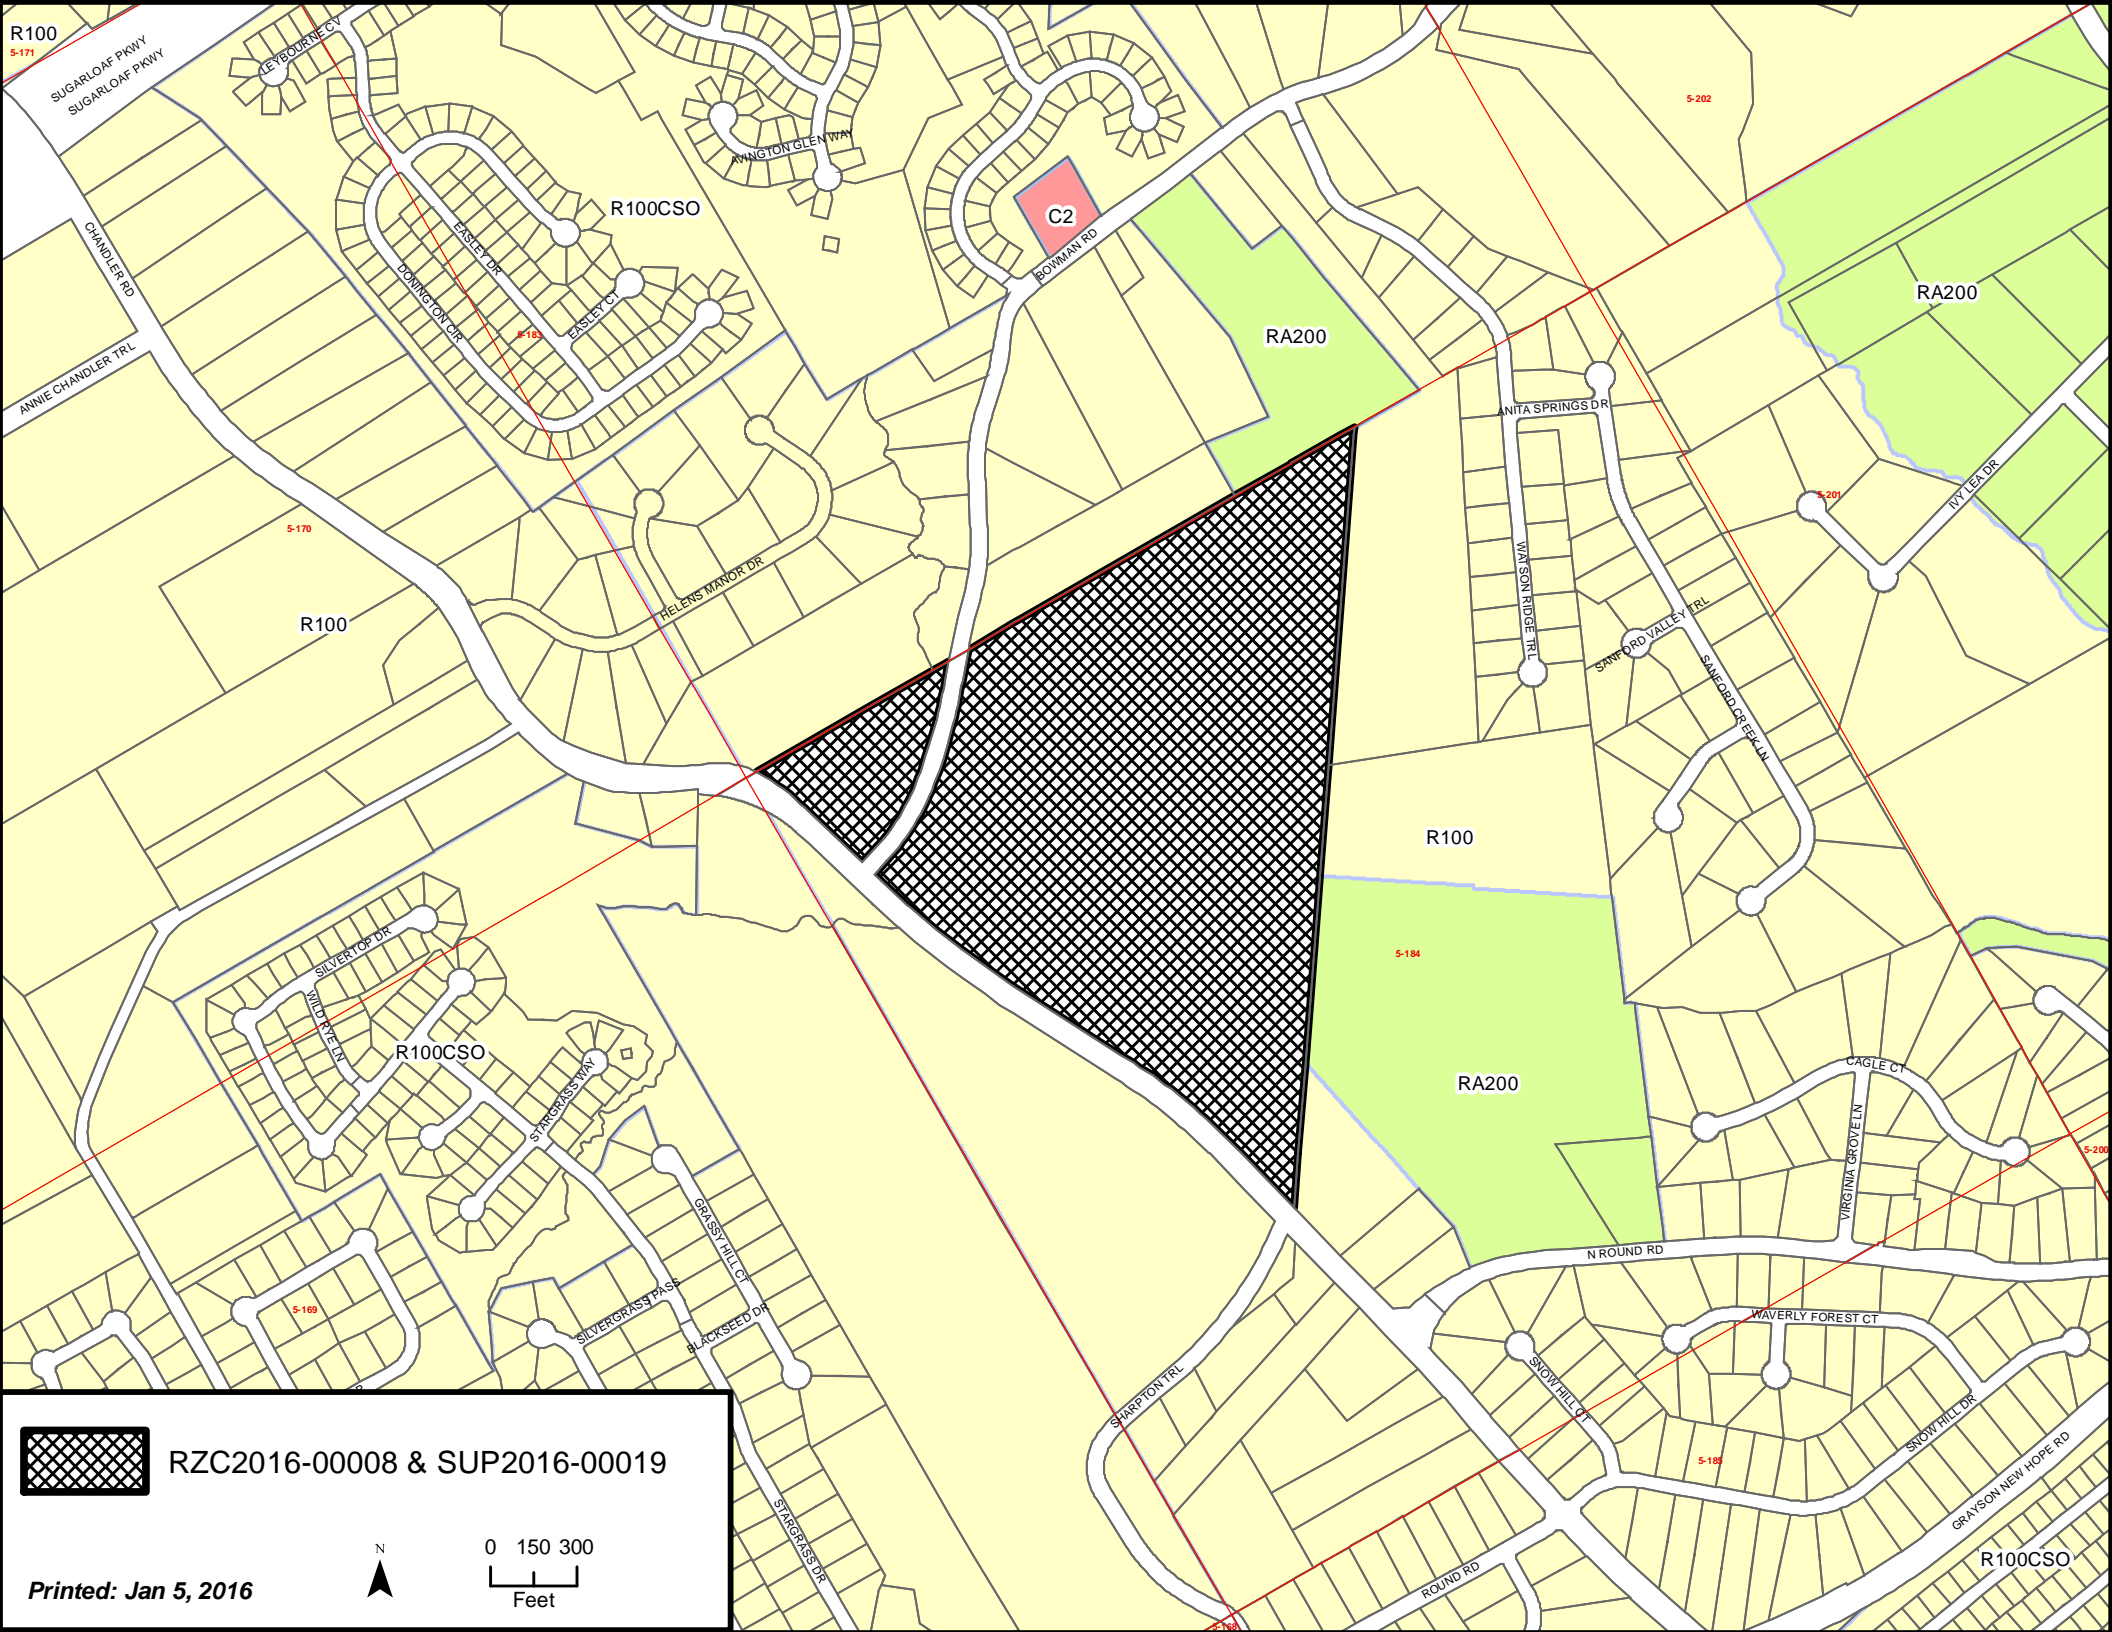 R100
5-171
SUGARLOAF PKWY
SUGARLOAF PKWY
LEYBOURNE CV
5-202
AVINGTON GLEN WAY
R100CSO
C2
BOWMAN RD
CHANDLER RD
EASLEY DR
DONINGTON CIR
EASLEY CT
5-183
RA200
RA200
ANNIE CHANDLER TRL
ANITA SPRINGS DR
IVY LEA DR
5-201
5-170
HELENS MANOR DR
WATSON RIDGE TRL
R100
SANFORD VALLEY TRL
SANFORD CREEK LN
R100
SILVERTOP DR
5-184
WILD RYE LN
R100CSO
STARGRASS WAY
RA200
CAGLE CT
VIRGINIA GROVE LN
5-200
GRASSY HILL CT
N ROUND RD
5-169
SILVERGRASS PASS
BLACKSEED DR
WAVERLY FOREST CT
SHARPTON TRL
SNOW HILL CT
SNOW HILL DR
5-185
GRAYSON NEW HOPE RD
STARGRASS DR
ROUND RD
R100CSO
5-168
RZC2016-00008 & SUP2016-00019
N
0 150 300
Feet
Printed: Jan 5, 2016